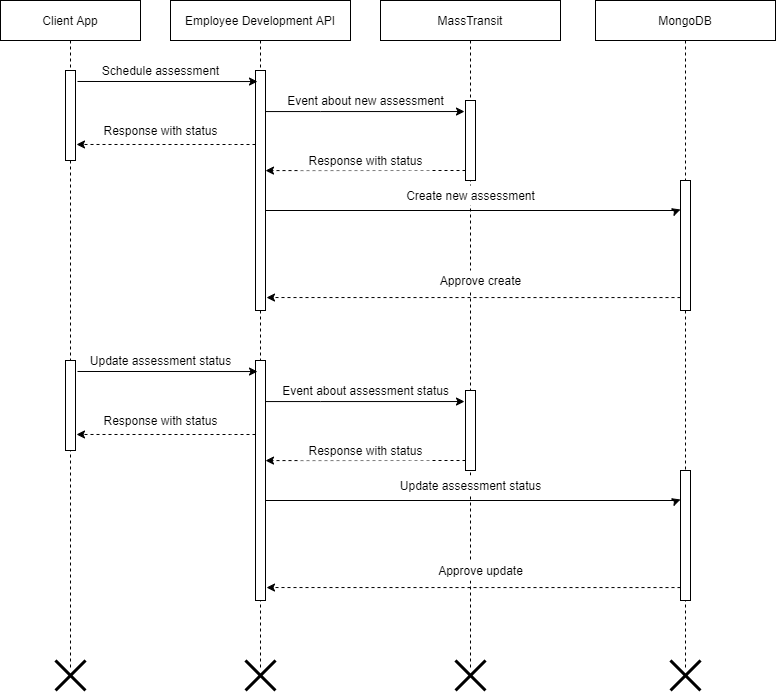 Client App
Employee Development API
MassTransit
MongoDB
Schedule assessment
Event about new assessment
Response with status
Response with status
Create new assessment
Approve create
Update assessment status
Event about assessment status
Response with status
Response with status
Update assessment status
Approve update